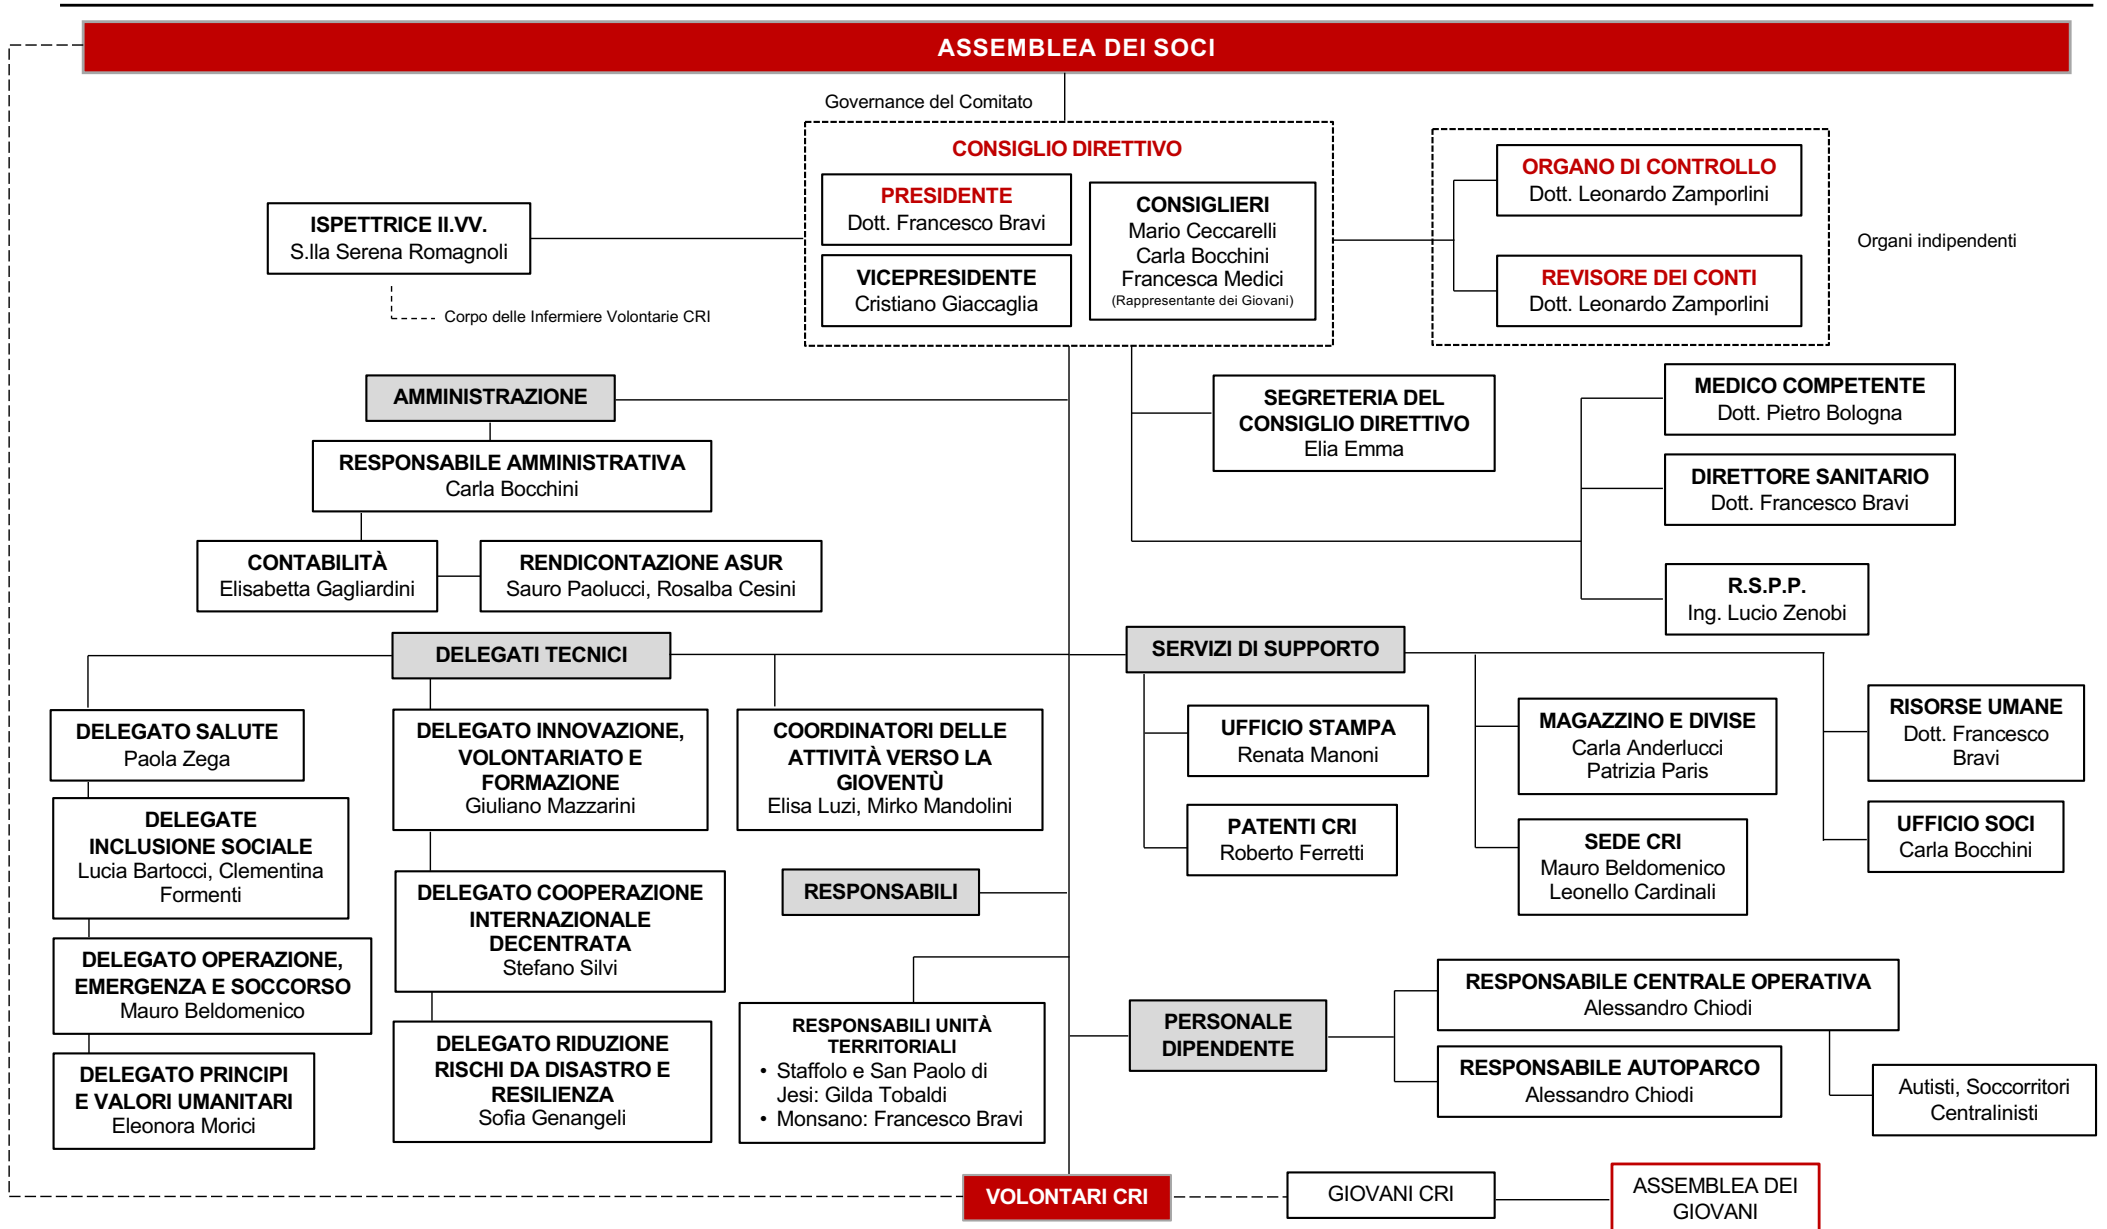 ASSEMBLEA DEI SOCI
Governance del Comitato
CONSIGLIO DIRETTIVO
PRESIDENTE
Dott. Francesco Bravi
VICEPRESIDENTE
Cristiano Giaccaglia
CONSIGLIERI
Mario Ceccarelli
Carla Bocchini
Francesca Medici
(Rappresentante dei Giovani)
ORGANO DI CONTROLLO
Dott. Leonardo Zamporlini
REVISORE DEI CONTI
Dott. Leonardo Zamporlini
Organi indipendenti
ISPETTRICE II.VV.
S.lla Serena Romagnoli
Corpo delle Infermiere Volontarie CRI
AMMINISTRAZIONE
RESPONSABILE AMMINISTRATIVA
Carla Bocchini
CONTABILITÀ
Elisabetta Gagliardini
RENDICONTAZIONE ASUR
Sauro Paolucci, Rosalba Cesini
SEGRETERIA DEL
CONSIGLIO DIRETTIVO
Elia Emma
MEDICO COMPETENTE
Dott. Pietro Bologna
DIRETTORE SANITARIO
Dott. Francesco Bravi
R.S.P.P.
Ing. Lucio Zenobi
DELEGATI TECNICI
DELEGATO SALUTE
Paola Zega
DELEGATE
INCLUSIONE SOCIALE
Lucia Bartocci, Clementina
Formenti
DELEGATO OPERAZIONE,
EMERGENZA E SOCCORSO
Mauro Beldomenico
DELEGATO PRINCIPI
E VALORI UMANITARI
Eleonora Morici
DELEGATO INNOVAZIONE,
VOLONTARIATO E
FORMAZIONE
Giuliano Mazzarini
DELEGATO COOPERAZIONE
INTERNAZIONALE
DECENTRATA
Stefano Silvi
DELEGATO RIDUZIONE
RISCHI DA DISASTRO E
RESILIENZA
Sofia Genangeli
COORDINATORI DELLE
ATTIVITÀ VERSO LA
GIOVENTÙ
Elisa Luzi, Mirko Mandolini
RESPONSABILI
RESPONSABILI UNITÀ
TERRITORIALI
• Staffolo e San Paolo di
Jesi: Gilda Tobaldi
• Monsano: Francesco Bravi
SERVIZI DI SUPPORTO
UFFICIO STAMPA
Renata Manoni
PATENTI CRI
Roberto Ferretti
MAGAZZINO E DIVISE
Carla Anderlucci
Patrizia Paris
SEDE CRI
Mauro Beldomenico
Leonello Cardinali
RISORSE UMANE
Dott. Francesco
Bravi
UFFICIO SOCI
Carla Bocchini
PERSONALE
DIPENDENTE
RESPONSABILE CENTRALE OPERATIVA
Alessandro Chiodi
RESPONSABILE AUTOPARCO
Alessandro Chiodi
Autisti, Soccorritori
Centralinisti
VOLONTARI CRI
GIOVANI CRI
ASSEMBLEA DEI
GIOVANI